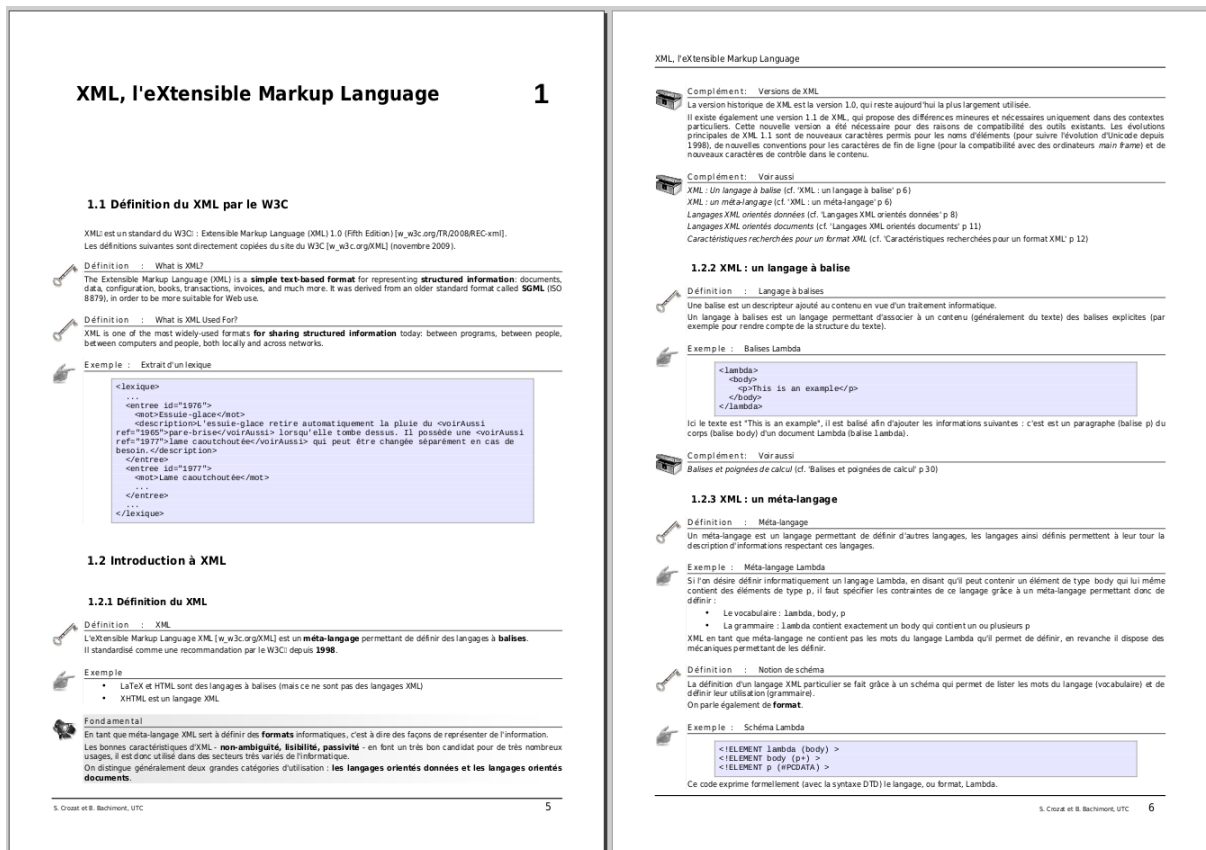 XML, l'eXtensible Markup Language 1
1.1 Définition du XML par le W3C
XML est un standard du W3C : Extensible Markup Language (XML) 1.0 (Fifth Edition) [w_w3c.org/TR/2008/REC-xml].
Les définitions suivantes sont directement copiées du site du W3C [w_w3c.org/XML] (novembre 2009).
Définition : What is XML?
The Extensible Markup Language (XML) is a simple text-based format for representing structured information: documents,
data, configuration, books, transactions, invoices, and much more. It was derived from an older standard format called SGML (ISO
8879), in order to be more suitable for Web use.
Définition : What is XML Used For?
XML is one of the most widely-used formats for sharing structured information today: between programs, between people,
between computers and people, both locally and across networks.
Exemple : Extrait d'un lexique
<lexique>
...
<entree id="1976">
<mot>Essuie-glace</mot>
<description>L'essuie-glace retire automatiquement la pluie du <voirAussi
ref="1965">pare-brise</voirAussi> lorsqu'elle tombe dessus. Il possède une <voirAussi
ref="1977">lame caoutchoutée</voirAussi> qui peut être changée séparément en cas de
besoin.</description>
</entree>
<entree id="1977">
<mot>Lame caoutchoutée</mot>
...
</entree>
...
</lexique>
1.2 Introduction à XML
1.2.1 Définition du XML
Définition : XML
L'eXtensible Markup Language XML [w_w3c.org/XML] est un méta-langage permettant de définir des langages à balises.
Il standardisé comme une recommandation par le W3C depuis 1998.
Exemple
• LaTeX et HTML sont des langages à balises (mais ce ne sont pas des langages XML)
• XHTML est un langage XML
Fondamental
En tant que méta-langage XML sert à définir des formats informatiques, c'est à dire des façons de représenter de l'information.
Les bonnes caractéristiques d'XML - non-ambiguïté, lisibilité, passivité - en font un très bon candidat pour de très nombreux
usages, il est donc utilisé dans des secteurs très variés de l'informatique.
On distingue généralement deux grandes catégories d'utilisation : les langages orientés données et les langages orientés
documents.
S. Crozat et B. Bachimont, UTC 5
XML, l'eXtensible Markup Language
Complément: Versions de XML
La version historique de XML est la version 1.0, qui reste aujourd'hui la plus largement utilisée.
Il existe également une version 1.1 de XML, qui propose des différences mineures et nécessaires uniquement dans des contextes
particuliers. Cette nouvelle version a été nécessaire pour des raisons de compatibilité des outils existants. Les évolutions
principales de XML 1.1 sont de nouveaux caractères permis pour les noms d'éléments (pour suivre l'évolution d'Unicode depuis
1998), de nouvelles conventions pour les caractères de fin de ligne (pour la compatibilité avec des ordinateurs main frame) et de
nouveaux caractères de contrôle dans le contenu.
Complément: Voir aussi
XML : Un langage à balise (cf. 'XML : un langage à balise' p 6)
XML : un méta-langage (cf. 'XML : un méta-langage' p 6)
Langages XML orientés données (cf. 'Langages XML orientés données' p 8)
Langages XML orientés documents (cf. 'Langages XML orientés documents' p 11)
Caractéristiques recherchées pour un format XML (cf. 'Caractéristiques recherchées pour un format XML' p 12)
1.2.2 XML : un langage à balise
Définition : Langage à balises
Une balise est un descripteur ajouté au contenu en vue d'un traitement informatique.
Un langage à balises est un langage permettant d'associer à un contenu (généralement du texte) des balises explicites (par
exemple pour rendre compte de la structure du texte).
Exemple : Balises Lambda
<lambda>
<body>
<p>This is an example</p>
</body>
</lambda>
Ici le texte est "This is an example", il est balisé afin d'ajouter les informations suivantes : c'est est un paragraphe (balise p) du
corps (balise body) d'un document Lambda (balise lambda).
Complément: Voir aussi
Balises et poignées de calcul (cf. 'Balises et poignées de calcul' p 30)
1.2.3 XML : un méta-langage
Définition : Méta-langage
Un méta-langage est un langage permettant de définir d'autres langages, les langages ainsi définis permettent à leur tour la
description d'informations respectant ces langages.
Exemple : Méta-langage Lambda
Si l'on désire définir informatiquement un langage Lambda, en disant qu'il peut contenir un élément de type body qui lui même
contient des éléments de type p, il faut spécifier les contraintes de ce langage grâce à un méta-langage permettant donc de
définir :
• Le vocabulaire : lambda, body, p
• La grammaire : lambda contient exactement un body qui contient un ou plusieurs p
XML en tant que méta-langage ne contient pas les mots du langage Lambda qu'il permet de définir, en revanche il dispose des
mécaniques permettant de les définir.
Définition : Notion de schéma
La définition d'un langage XML particulier se fait grâce à un schéma qui permet de lister les mots du langage (vocabulaire) et de
définir leur utilisation (grammaire).
On parle également de format.
Exemple : Schéma Lambda
<!ELEMENT lambda (body) >
<!ELEMENT body (p+) >
<!ELEMENT p (#PCDATA) >
Ce code exprime formellement (avec la syntaxe DTD) le langage, ou format, Lambda.
S. Crozat et B. Bachimont, UTC 6